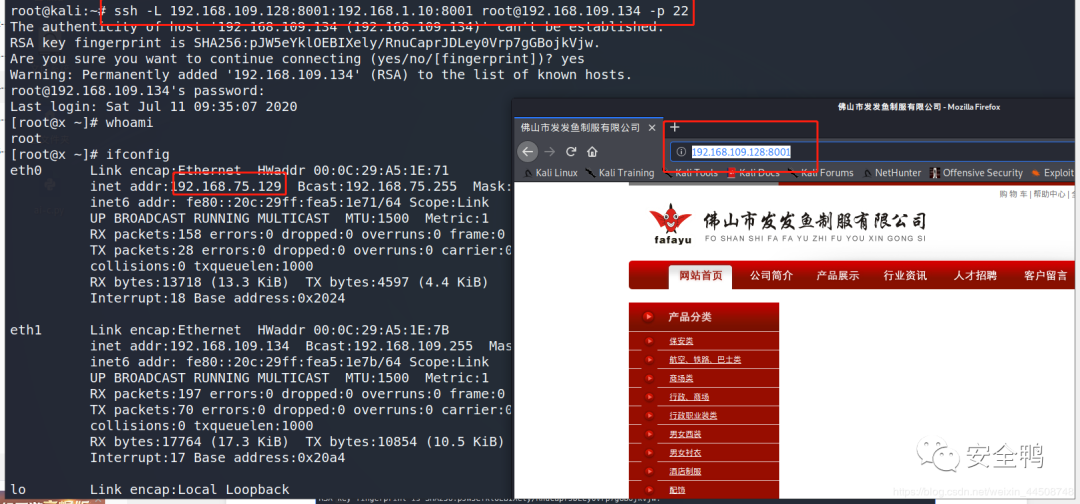 root@kali:~# ssh -L 192.168.109.128:8001:192.168.1.10:8001 root@192.168.109.134 -p 22
The authenticity of host '192.168.109.134 (192.168.109.134)' can't be established.
RSA key fingerprint is SHA256:pJW5eYklOEBIXely/RnuCaprJDLey0Vrp7gGBojkVjw.
Are you sure you want to continue connecting (yes/no/[fingerprint])? yes
Warning: Permanently added '192.168.109.134' (RSA) to the list of known hosts.
root@192.168.109.134's password:
Last login: Sat Jul 11 09:35:07 2020
[root@x ~]# whoami
root
[root@x ~]# ifconfig
eth0 Link encap:Ethernet HWaddr 00:0C:29:A5:1E:71
inet addr:192.168.75.129 Bcast:192.168.75.255 Mask:
inet6 addr: fe80::20c:29ff:fea5:1e71/64 Scope:Link
UP BROADCAST RUNNING MULTICAST MTU:1500 Metric:1
RX packets:158 errors:0 dropped:0 overruns:0 frame:0
TX packets:28 errors:0 dropped:0 overruns:0 carrier:0
collisions:0 txqueuelen:1000
RX bytes:13718 (13.3 KiB) TX bytes:4597 (4.4 KiB)
Interrupt:18 Base address:0x2024
eth1 Link encap:Ethernet HWaddr 00:0C:29:A5:1E:7B
inet addr:192.168.109.134 Bcast:192.168.109.255 Mas
inet6 addr: fe80::20c:29ff:fea5:1e7b/64 Scope:Link
UP BROADCAST RUNNING MULTICAST MTU:1500 Metric:1
RX packets:197 errors:0 dropped:0 overruns:0 frame:0
TX packets:70 errors:0 dropped:0 overruns:0 carrier:0
collisions:0 txqueuelen:1000
RX bytes:17764 (17.3 KiB) TX bytes:10854 (10.5 KiB)
Interrupt:17 Base address:0x20a4
lo Link encap:Local Loopback
佛山市发发鱼制服有限公司 - Mozilla Firefox
佛山市发发鱼制服有限公司
192.168.109.128:8001
Kali Linux Kali Training Kali Tools Kali Docs Kali Forums NetHunter Offensive Security Exploit
购 物 车 | 帮助中心 |
fafayu
佛山市发发鱼制服有限公司
FO SHAN SHI FA FA YU ZHI FU YOU XIN GONG SI
网站首页 公司简介 产品展示 行业资讯 人才招聘 客户留言
产品分类
保安类
航空、铁路、巴士类
商场类
行政、商场
行政职业装类
男女西装
男女衬衣
酒店制服
配饰
安全鸭